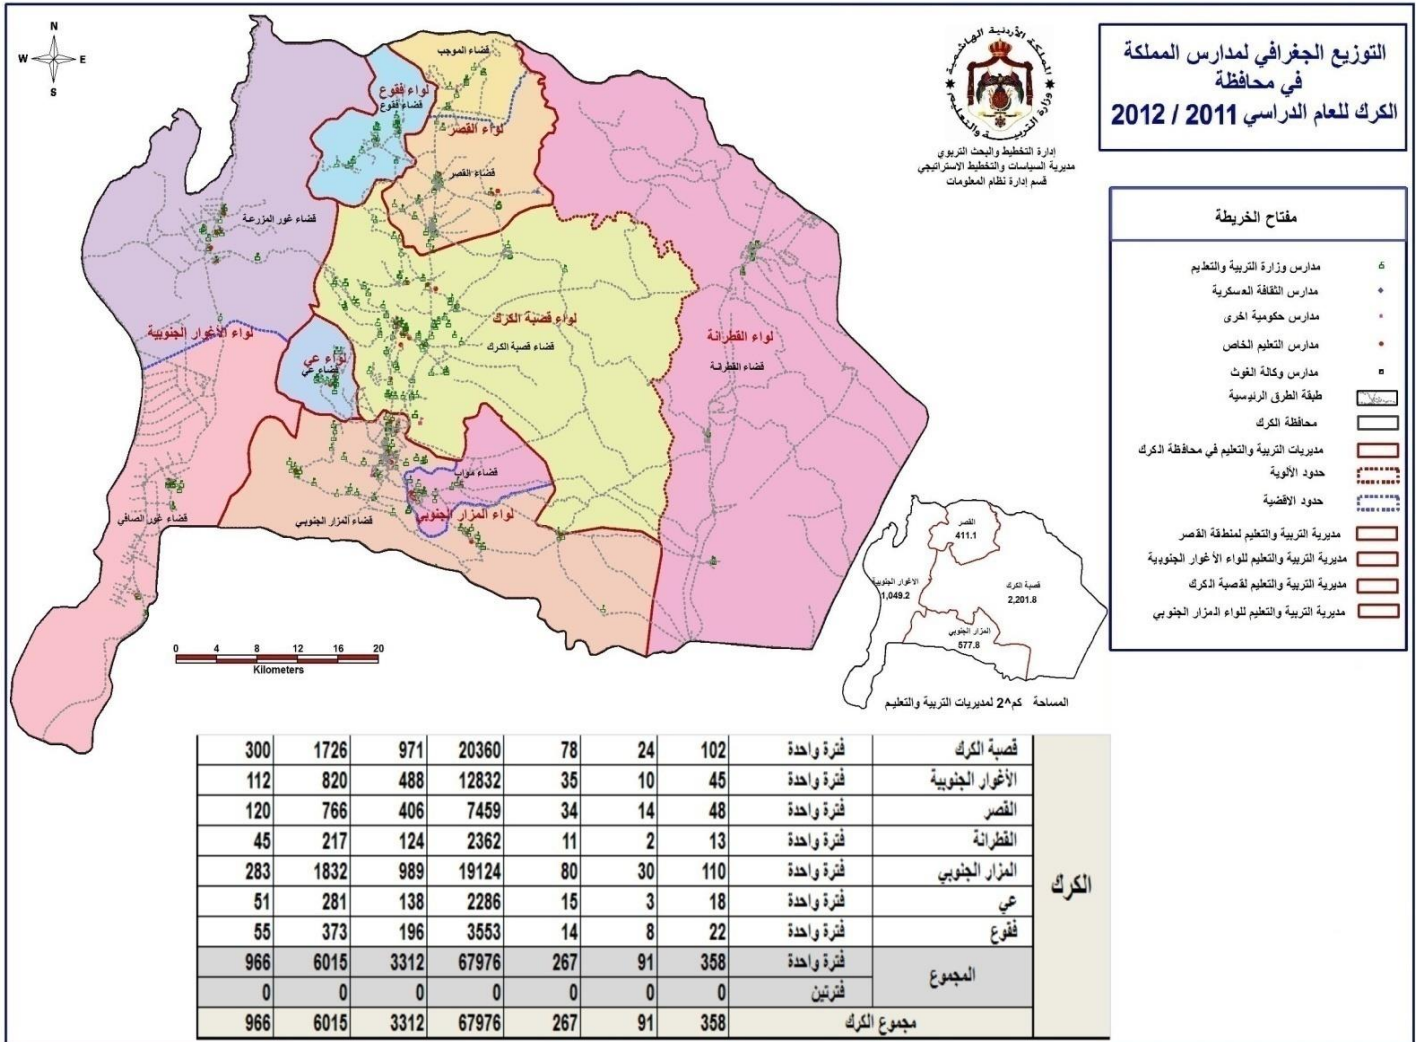 التوزيع الجغرافي لمدارس المملكة
في محافظة
الكرك للعام الدراسي 2011 / 2012
المملكة الأردنية الهاشمية
وزارة التربية والتعليم
إدارة التخطيط والبحث التربوي
مديرية السياسات والتخطيط الاستراتيجي
قسم إدارة نظام المعلومات
N
W E
S
مفتاح الخريطة
مدارس وزارة التربية والتعليم
مدارس الثقافة العسكرية
مدارس حكومية اخرى
مدارس التعليم الخاص
مدارس وكالة الغوث
طبقة الطرق الرئيسية
محافظة الكرك
مديريات التربية والتعليم في محافظة الكرك
حدود الألوية
حدود الاقضية
مديرية التربية والتعليم لمنطقة القصر
مديرية التربية والتعليم للواء الأغوار الجنوبية
مديرية التربية والتعليم لقصبة الكرك
مديرية التربية والتعليم للواء المزار الجنوبي
قضاء الموجب
لواء فقوع
قضاء فقوع
لواء القصر
قضاء القصر
قضاء غور المزرعة
لواء قصبة الكرك
قضاء قصبة الكرك
لواء الأغوار الجنوبية
لواء عي
قضاء عي
لواء القطرانة
قضاء القطرانة
قضاء مواب
لواء المزار الجنوبي
قضاء المزار الجنوبي
قضاء غور الصافي
0 4 8 12 16 20
Kilometers
القصر
411.1
الاغوار الجنوبية
1,049.2
قصبة الكرك
2,201.8
المزار الجنوبي
577.8
المساحة كم^2 لمديريات التربية والتعليم
الكرك
قصبة الكرك فترة واحدة 102 24 78 20360 971 1726 300
الأغوار الجنوبية فترة واحدة 45 10 35 12832 488 820 112
القصر فترة واحدة 48 14 34 7459 406 766 120
القطرانة فترة واحدة 13 2 11 2362 124 217 45
المزار الجنوبي فترة واحدة 110 30 80 19124 989 1832 283
عي فترة واحدة 18 3 15 2286 138 281 51
فقوع فترة واحدة 22 8 14 3553 196 373 55
المجموع فترة واحدة 358 91 267 67976 3312 6015 966
فترتين 0 0 0 0 0 0 0
مجموع الكرك 358 91 267 67976 3312 6015 966